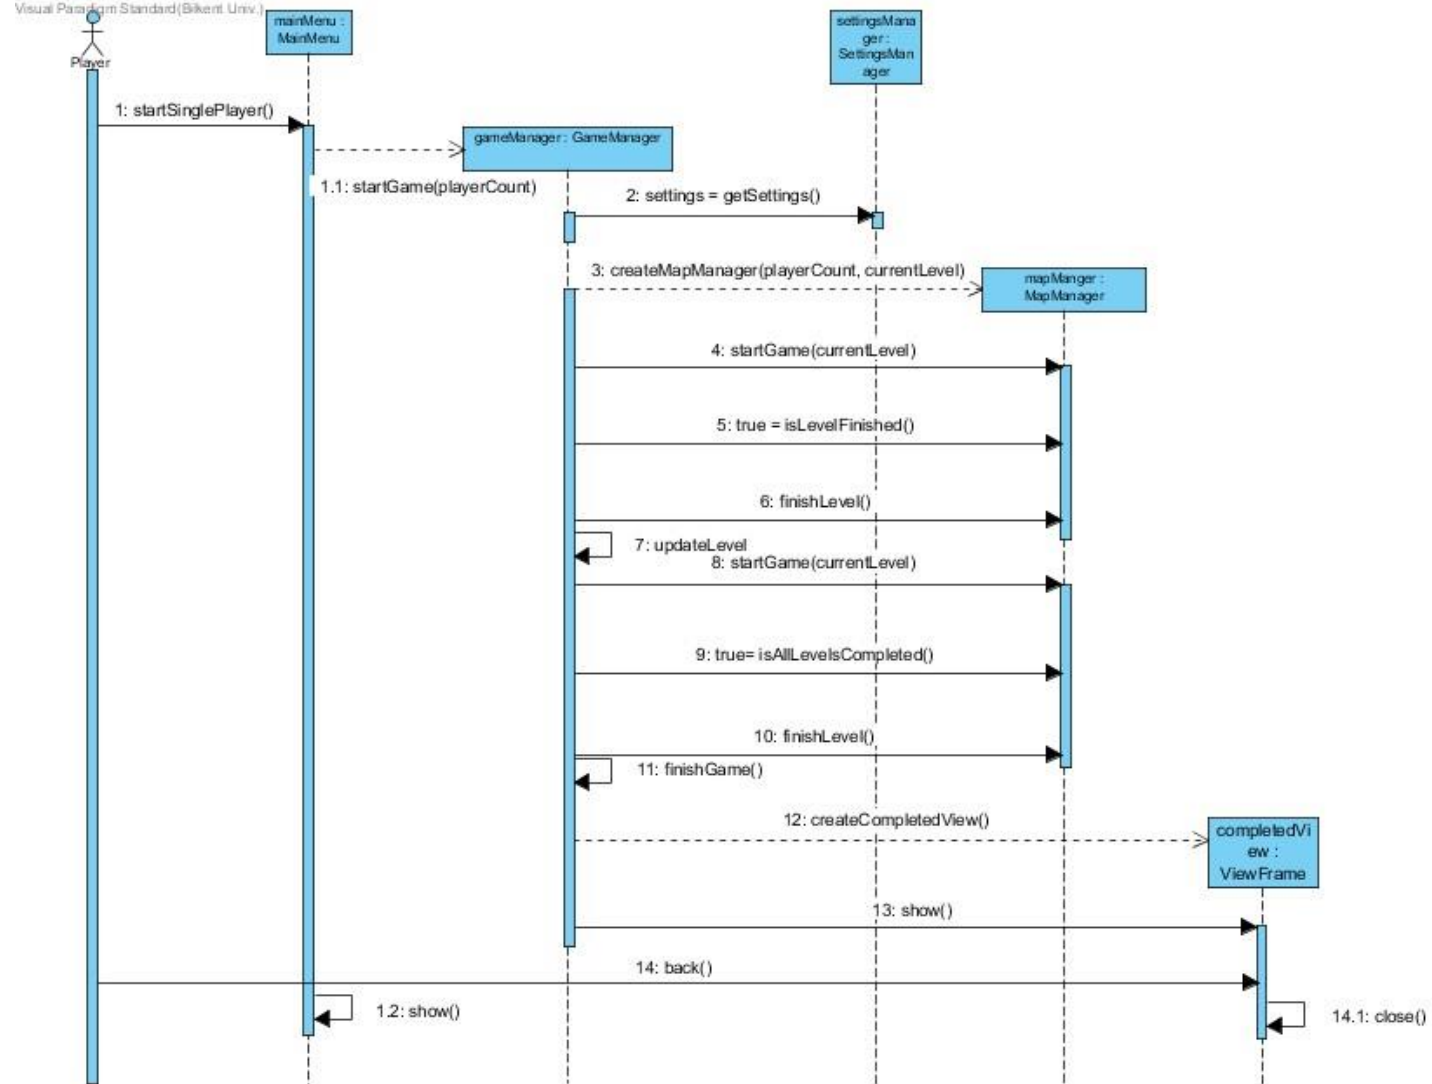 Visual Paradigm Standard(Bilkent Univ.)
Player
mainMenu :
MainMenu
settingsMana
ger :
SettingsMan
ager
1: startSinglePlayer()
gameManager : GameManager
1.1: startGame(playerCount)
2: settings = getSettings()
3: createMapManager(playerCount, currentLevel)
mapManger :
MapManager
4: startGame(currentLevel)
5: true = isLevelFinished()
6: finishLevel()
7: updateLevel
8: startGame(currentLevel)
9: true= isAllLevelsCompleted()
10: finishLevel()
11: finishGame()
12: createCompletedView()
completedVi
ew :
ViewFrame
13: show()
14: back()
1.2: show()
14.1: close()